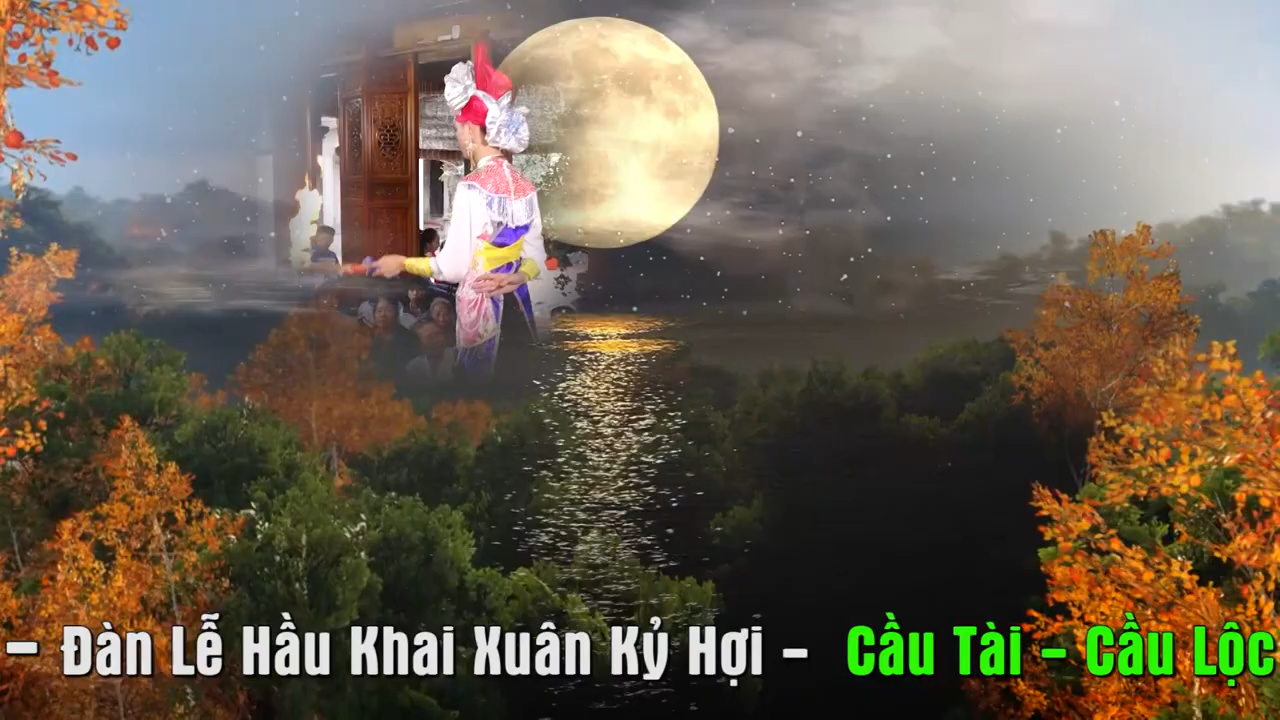 - Đàn Lễ Hầu Khai Xuân Kỷ Hợi - Cầu Tài - Cầu Lộc